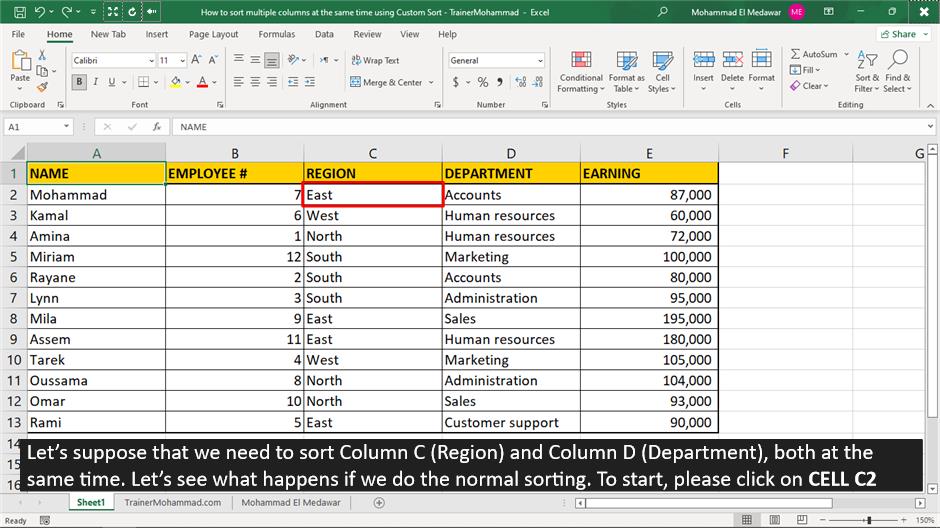 How to sort multiple columns at the same time using Custom Sort - TrainerMohammad - Excel
Mohammad El Medawar ME
File Home New Tab Insert Page Layout Formulas Data Review View Help Share
Paste
Clipboard
Calibri 11
B I U
Font
Wrap Text
Merge & Center
Alignment
General
$ % 9
Number
Conditional Formatting
Format as Table
Cell Styles
Styles
Insert Delete Format
Cells
AutoSum
Fill
Clear
Sort & Filter
Find & Select
Editing
A1 fx NAME
A B C D E F G
1 NAME EMPLOYEE # REGION DEPARTMENT EARNING
2 Mohammad 7 East Accounts 87,000
3 Kamal 6 West Human resources 60,000
4 Amina 1 North Human resources 72,000
5 Miriam 12 South Marketing 100,000
6 Rayane 2 South Accounts 80,000
7 Lynn 3 South Administration 95,000
8 Mila 9 East Sales 195,000
9 Assem 11 East Human resources 180,000
10 Tarek 4 West Marketing 105,000
11 Oussama 8 North Administration 104,000
12 Omar 10 North Sales 93,000
13 Rami 5 East Customer support 90,000
14
15
16
Let's suppose that we need to sort Column C (Region) and Column D (Department), both at the
same time. Let's see what happens if we do the normal sorting. To start, please click on CELL C2
Sheet1 TrainerMohammad.com Mohammad El Medawar
Ready 150%